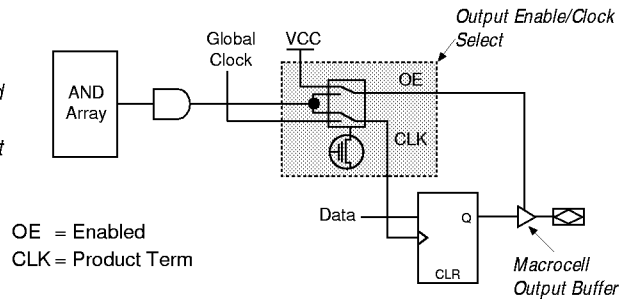 Output Enable/Clock
Select
Global
Clock
VCC
OE
AND
Array
CLK
Data
Q
CLR
OE = Enabled
CLK = Product Term
Macrocell
Output Buffer